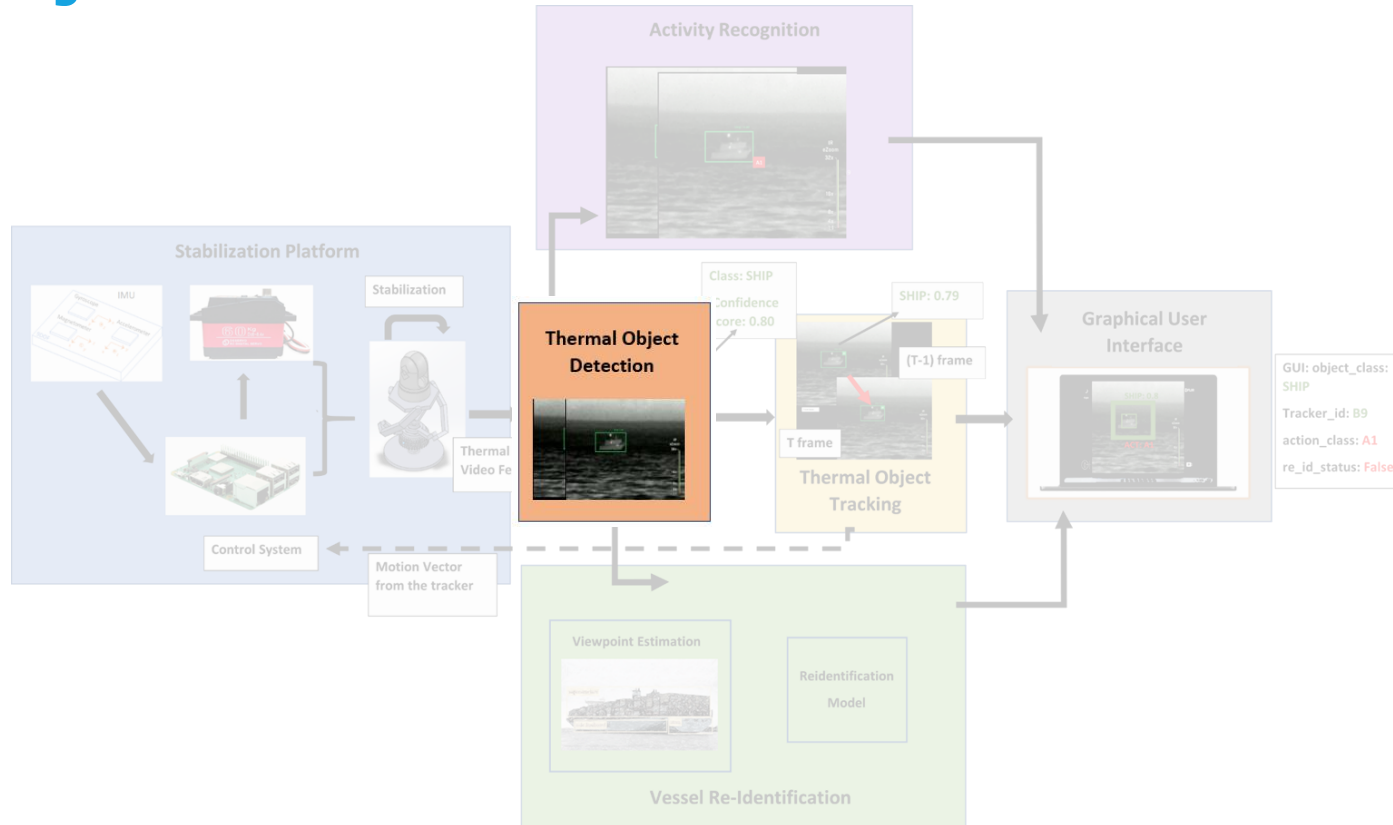 Activity Recognition
Stabilization Platform
IMU
Stabilization
Class: SHIP
Confidence
core: 0.80
SHIP: 0.79
Thermal Object
Detection
(T-1) frame
T frame
Thermal
Video Fe
Thermal Object
Tracking
Graphical User
Interface
GUI: object_class:
SHIP
Tracker_id: B9
action_class: A1
re_id_status: False
Control System
Motion Vector
from the tracker
Viewpoint Estimation
Reidentification
Model
Vessel Re-Identification